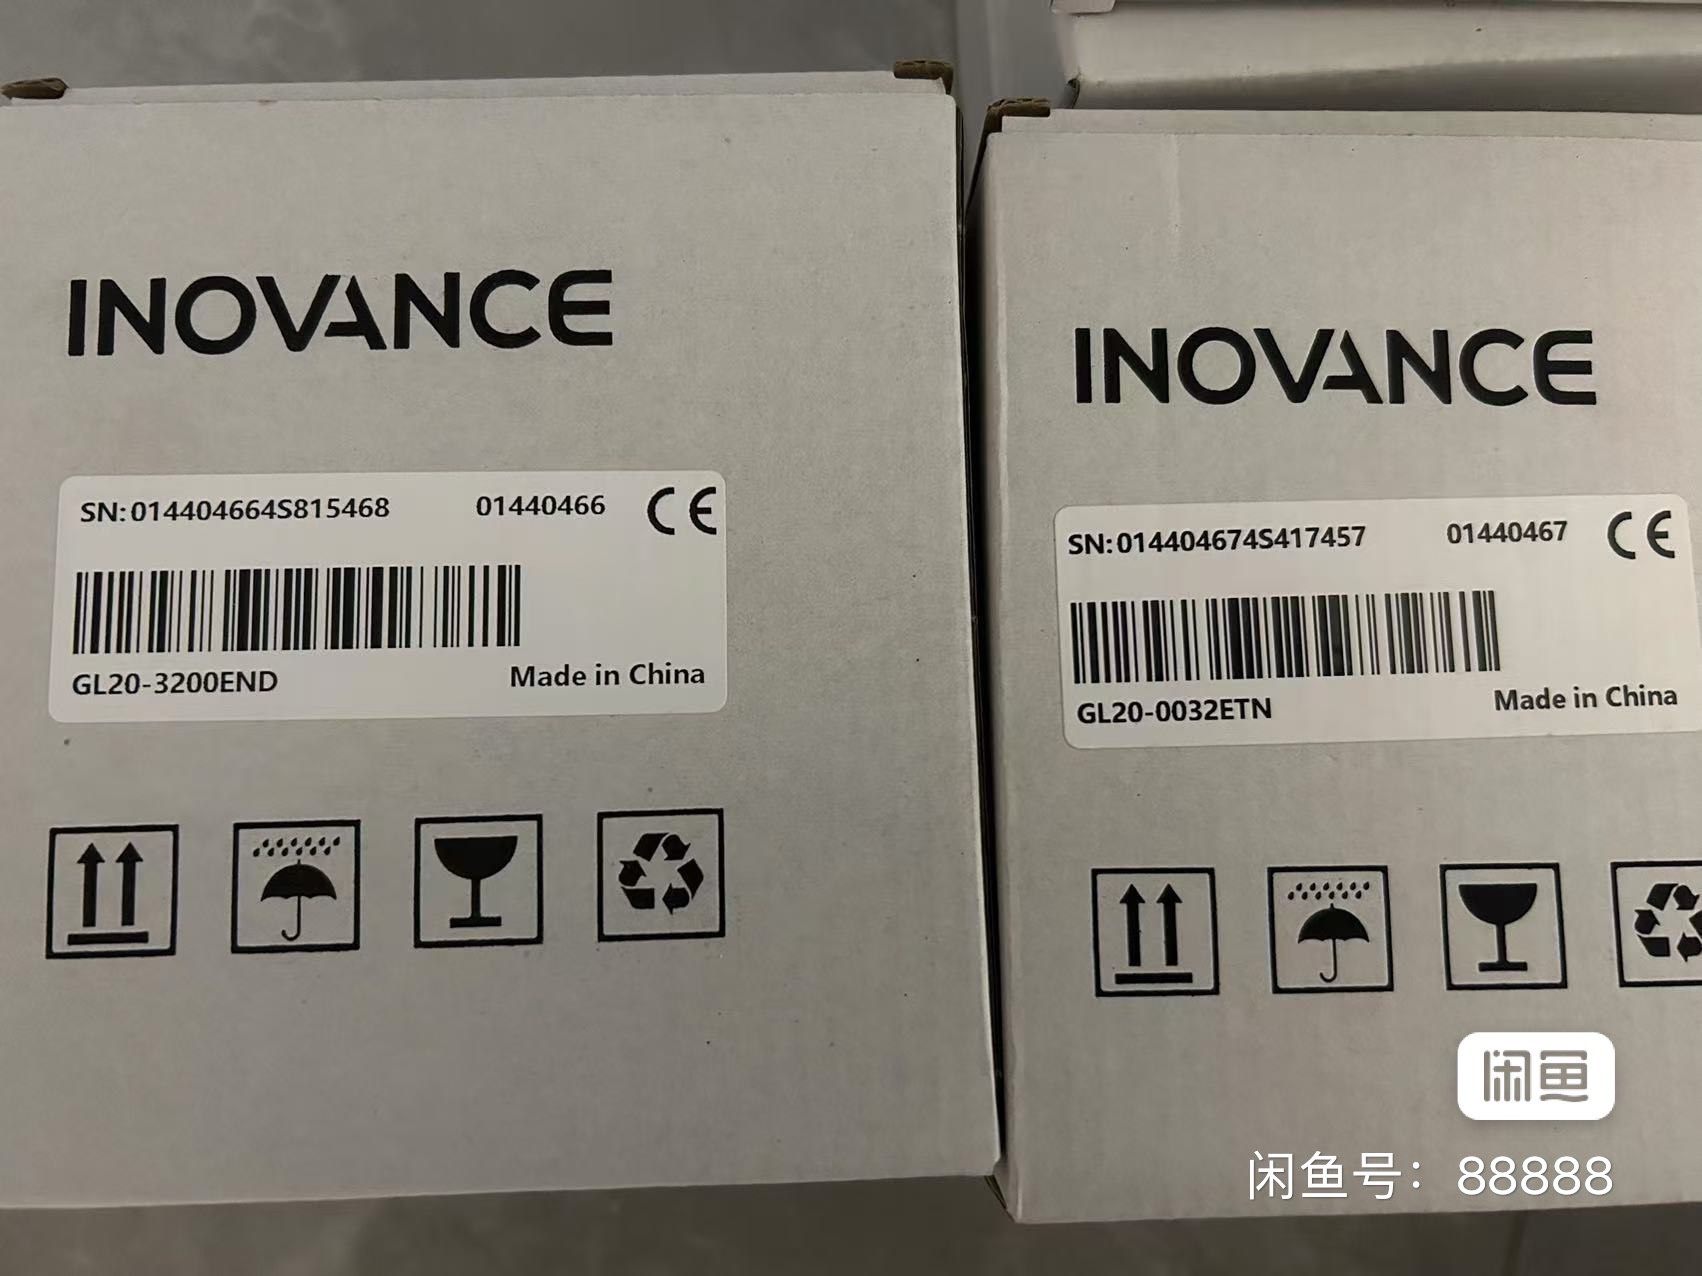 INOVANCE
SN:014404664S815468 01440466 CE
GL20-3200END Made in China
INOVANCE
SN:014404674S417457 01440467 CE
GL20-0032ETN Made in China
闲鱼
闲鱼号：88888